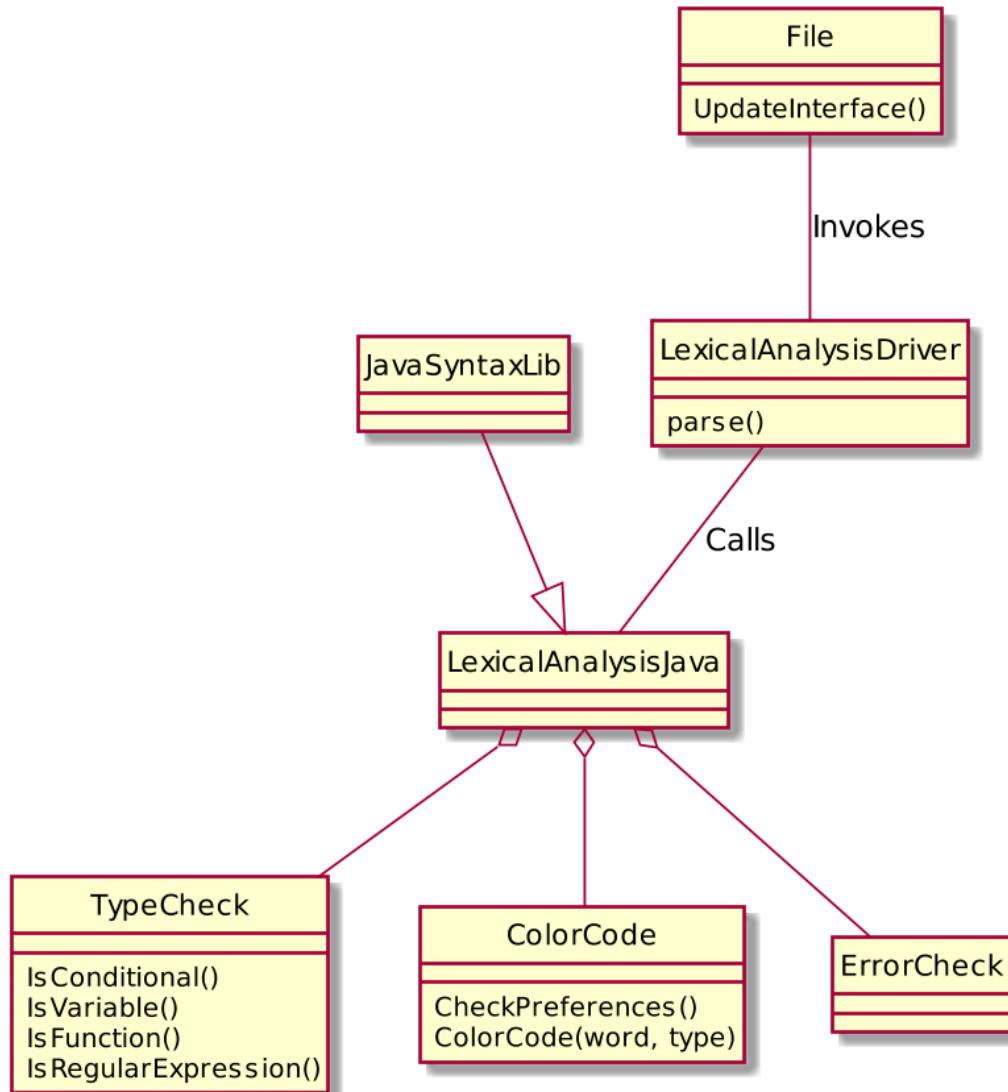 File
UpdateInterface()
Invokes
JavaSyntaxLib
LexicalAnalysisDriver
parse()
Calls
LexicalAnalysisJava
TypeCheck
IsConditional()
IsVariable()
IsFunction()
IsRegularExpression()
ColorCode
CheckPreferences()
ColorCode(word, type)
ErrorCheck